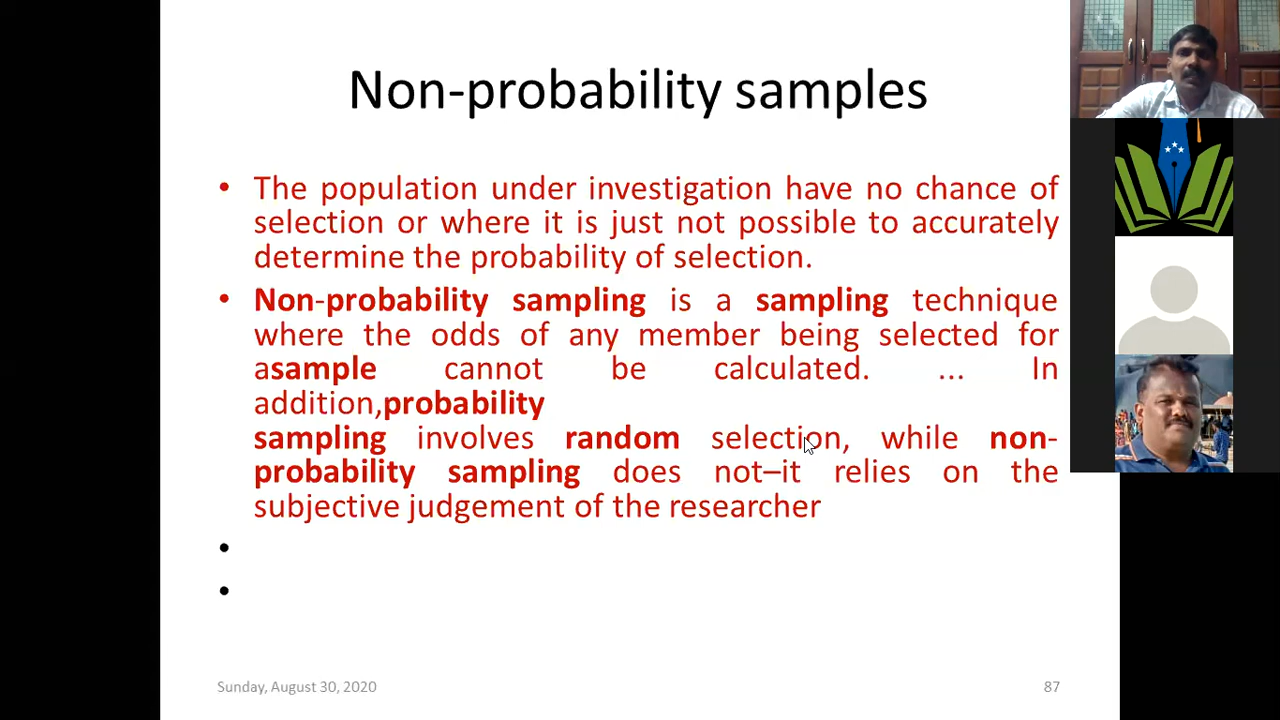 Non-probability samples
• The population under investigation have no chance of
selection or where it is just not possible to accurately
determine the probability of selection.
• Non-probability sampling is a sampling technique
where the odds of any member being selected for
asample cannot be calculated. ... In
addition,probability
sampling involves random selection, while non-
probability sampling does not–it relies on the
subjective judgement of the researcher
•
•
Sunday, August 30, 2020
87